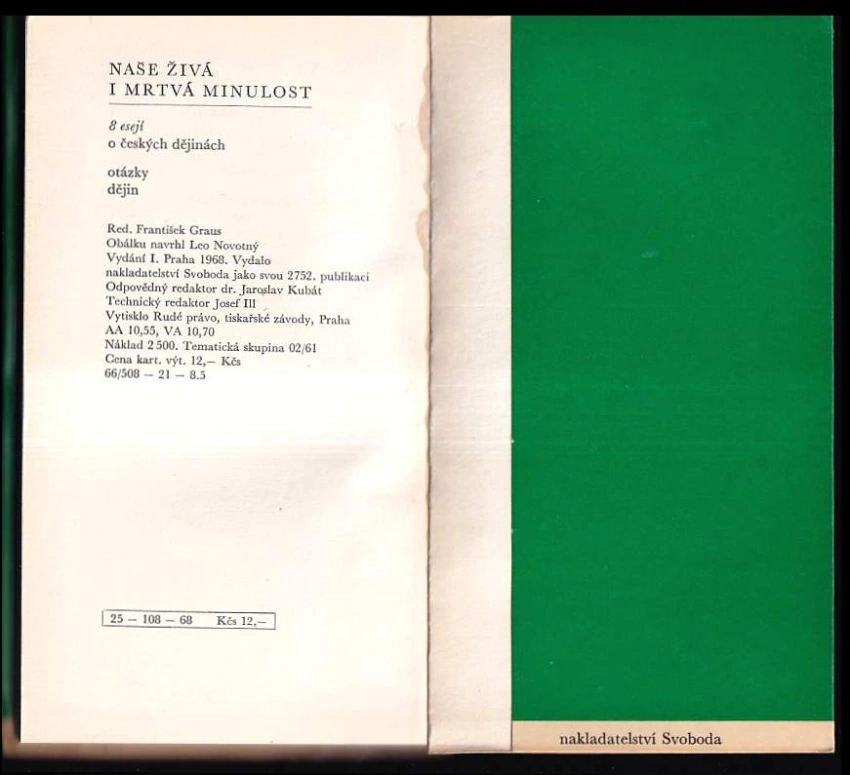 NAŠE ŽIVÁ
I MRTVÁ MINULOST
8 esejí
o českých dějinách
otázky
dějin
Red. František Graus
Obálku navrhl Leo Novotný
Vydání I. Praha 1968. Vydalo
nakladatelství Svoboda jako svou 2752. publikaci
Odpovědný redaktor dr. Jaroslav Kubát
Technický redaktor Josef Ill
Vytisklo Rudé právo, tiskařské závody, Praha
AA 10,55, VA 10,70
Náklad 2 500. Tematická skupina 02/61
Cena kart. výt. 12,— Kčs
66/508 — 21 — 8.5
25 — 108 — 68 Kčs 12,—
nakladatelství Svoboda